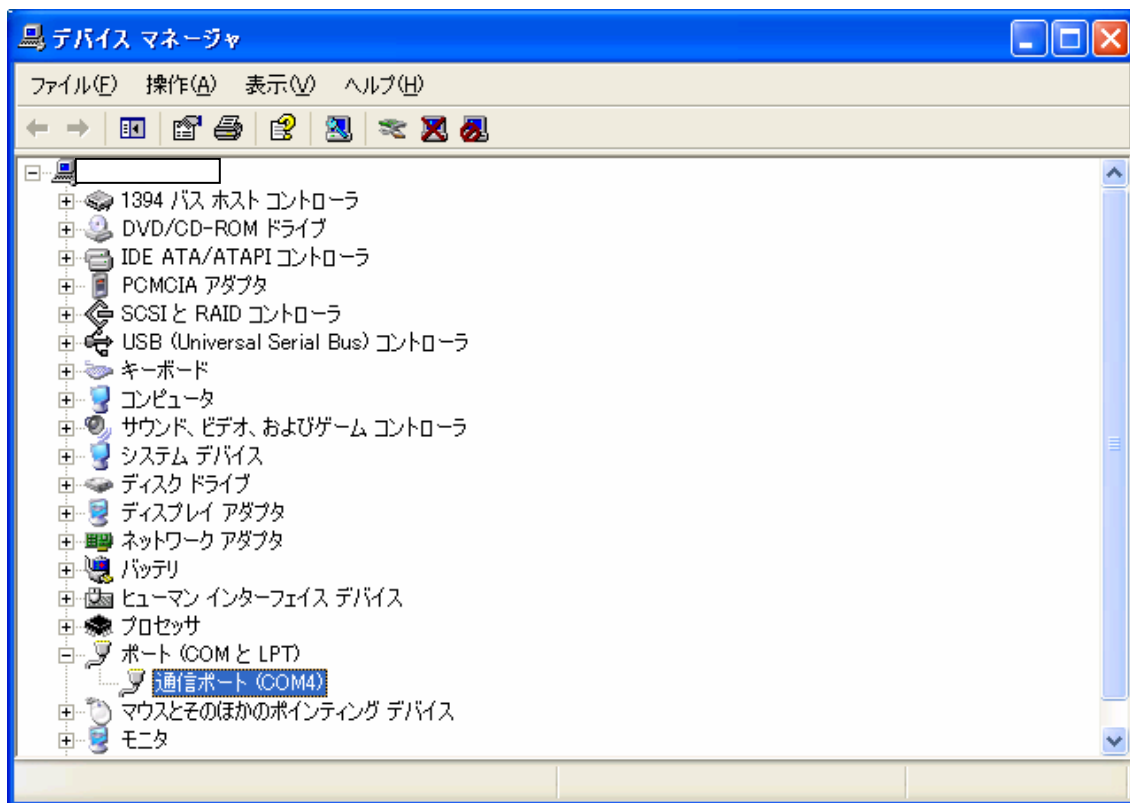 デバイス マネージャ
ファイル(F) 操作(A) 表示(V) ヘルプ(H)
1394 バス ホスト コントローラ
DVD/CD-ROM ドライブ
IDE ATA/ATAPI コントローラ
PCMCIA アダプタ
SCSI と RAID コントローラ
USB (Universal Serial Bus) コントローラ
キーボード
コンピュータ
サウンド、ビデオ、およびゲーム コントローラ
システム デバイス
ディスク ドライブ
ディスプレイ アダプタ
ネットワーク アダプタ
バッテリ
ヒューマン インターフェイス デバイス
プロセッサ
ポート (COM と LPT)
通信ポート (COM4)
マウスとそのほかのポインティング デバイス
モニタ